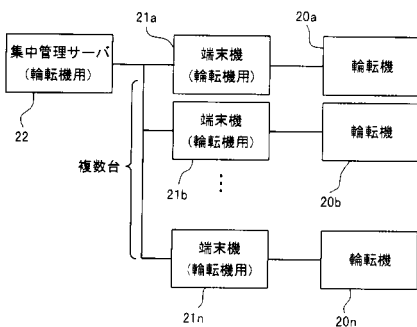 21a
20a
集中管理サーバ
(輪転機用)
端末機
(輪転機用)
輪転機
22
端末機
(輪転機用)
輪転機
複数台
21b
20b
⋮
端末機
(輪転機用)
輪転機
21n
20n